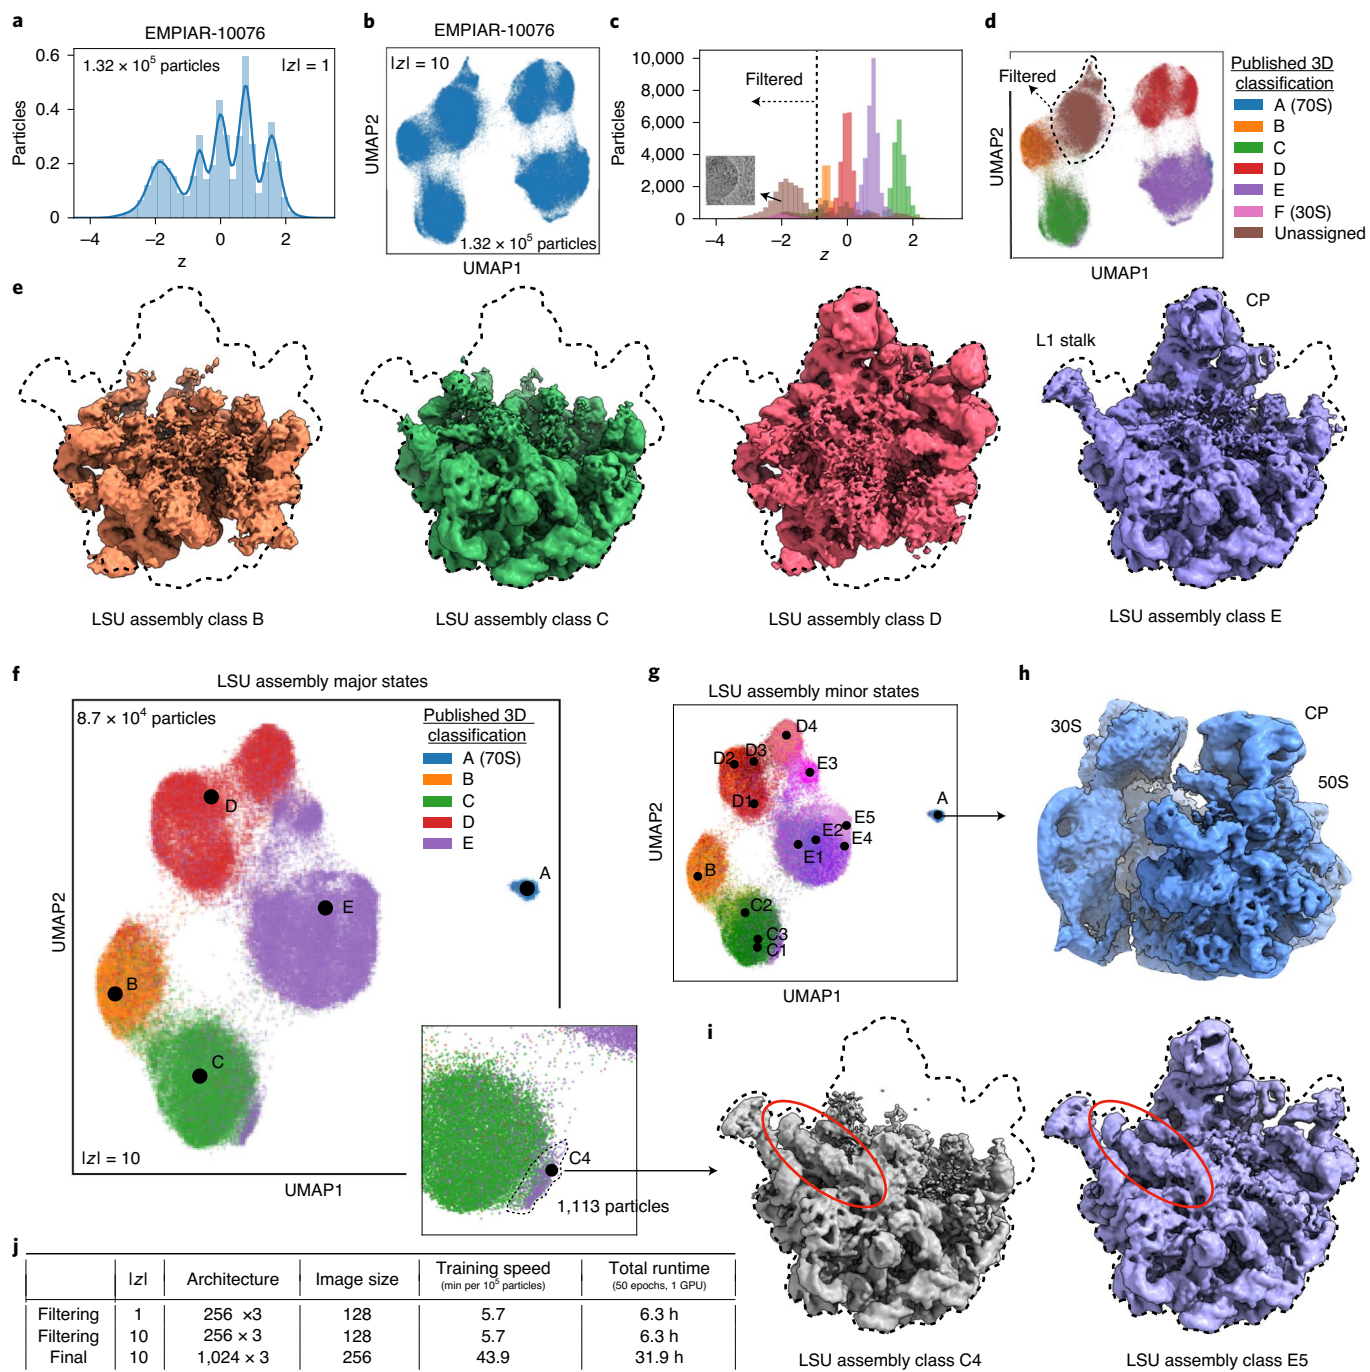 a
EMPIAR-10076
0.6
0.4
0.2
0
Particles
1.32 × 10⁵ particles
|z| = 1
−4
−2
0
2
z
b
EMPIAR-10076
|z| = 10
UMAP2
1.32 × 10⁵ particles
UMAP1
c
10,000
8,000
6,000
4,000
2,000
0
Particles
Filtered
−4
−2
0
2
z
d
Filtered
UMAP2
UMAP1
Published 3D
classification
A (70S)
B
C
D
E
F (30S)
Unassigned
e
L1 stalk
CP
LSU assembly class B
LSU assembly class C
LSU assembly class D
LSU assembly class E
f
LSU assembly major states
8.7 × 10⁴ particles
Published 3D
classification
A (70S)
B
C
D
E
D
A
E
B
C
UMAP2
|z| = 10
UMAP1
C4
1,113 particles
g
LSU assembly minor states
D4
D2
D3
E3
D1
A
E5
E2
E4
E1
B
C2
C3
C1
UMAP2
UMAP1
h
30S
CP
50S
i
LSU assembly class C4
LSU assembly class E5
j
|z| Architecture Image size Training speed Total runtime
(min per 10⁵ particles) (50 epochs, 1 GPU)
Filtering 1 256 ×3 128 5.7 6.3 h
Filtering 10 256 × 3 128 5.7 6.3 h
Final 10 1,024 × 3 256 43.9 31.9 h